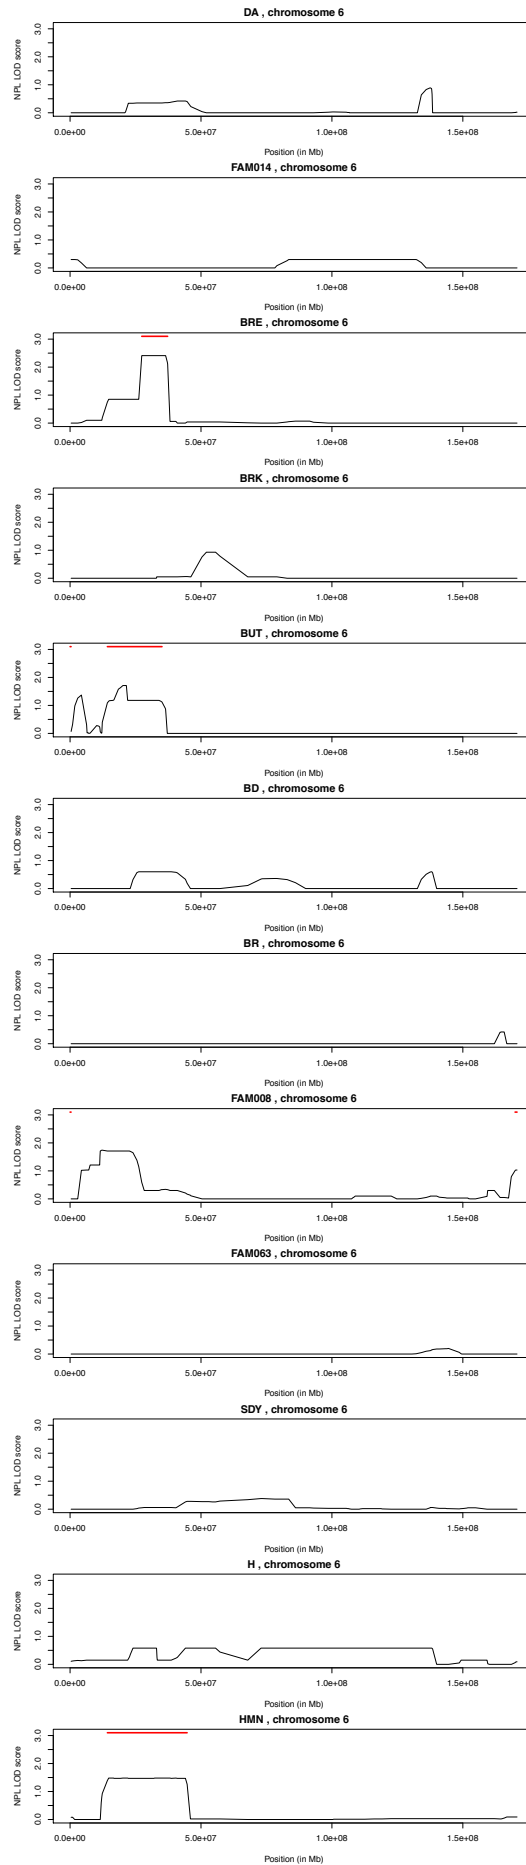 DA , chromosome 6
NPL LOD score
0.0 1.0 2.0 3.0
0.0e+00 5.0e+07 1.0e+08 1.5e+08
Position (in Mb)
FAM014 , chromosome 6
NPL LOD score
0.0 1.0 2.0 3.0
0.0e+00 5.0e+07 1.0e+08 1.5e+08
Position (in Mb)
BRE , chromosome 6
NPL LOD score
0.0 1.0 2.0 3.0
0.0e+00 5.0e+07 1.0e+08 1.5e+08
Position (in Mb)
BRK , chromosome 6
NPL LOD score
0.0 1.0 2.0 3.0
0.0e+00 5.0e+07 1.0e+08 1.5e+08
Position (in Mb)
BUT , chromosome 6
NPL LOD score
0.0 1.0 2.0 3.0
0.0e+00 5.0e+07 1.0e+08 1.5e+08
Position (in Mb)
BD , chromosome 6
NPL LOD score
0.0 1.0 2.0 3.0
0.0e+00 5.0e+07 1.0e+08 1.5e+08
Position (in Mb)
BR , chromosome 6
NPL LOD score
0.0 1.0 2.0 3.0
0.0e+00 5.0e+07 1.0e+08 1.5e+08
Position (in Mb)
FAM008 , chromosome 6
NPL LOD score
0.0 1.0 2.0 3.0
0.0e+00 5.0e+07 1.0e+08 1.5e+08
Position (in Mb)
FAM063 , chromosome 6
NPL LOD score
0.0 1.0 2.0 3.0
0.0e+00 5.0e+07 1.0e+08 1.5e+08
Position (in Mb)
SDY , chromosome 6
NPL LOD score
0.0 1.0 2.0 3.0
0.0e+00 5.0e+07 1.0e+08 1.5e+08
Position (in Mb)
H , chromosome 6
NPL LOD score
0.0 1.0 2.0 3.0
0.0e+00 5.0e+07 1.0e+08 1.5e+08
Position (in Mb)
HMN , chromosome 6
NPL LOD score
0.0 1.0 2.0 3.0
0.0e+00 5.0e+07 1.0e+08 1.5e+08
Position (in Mb)